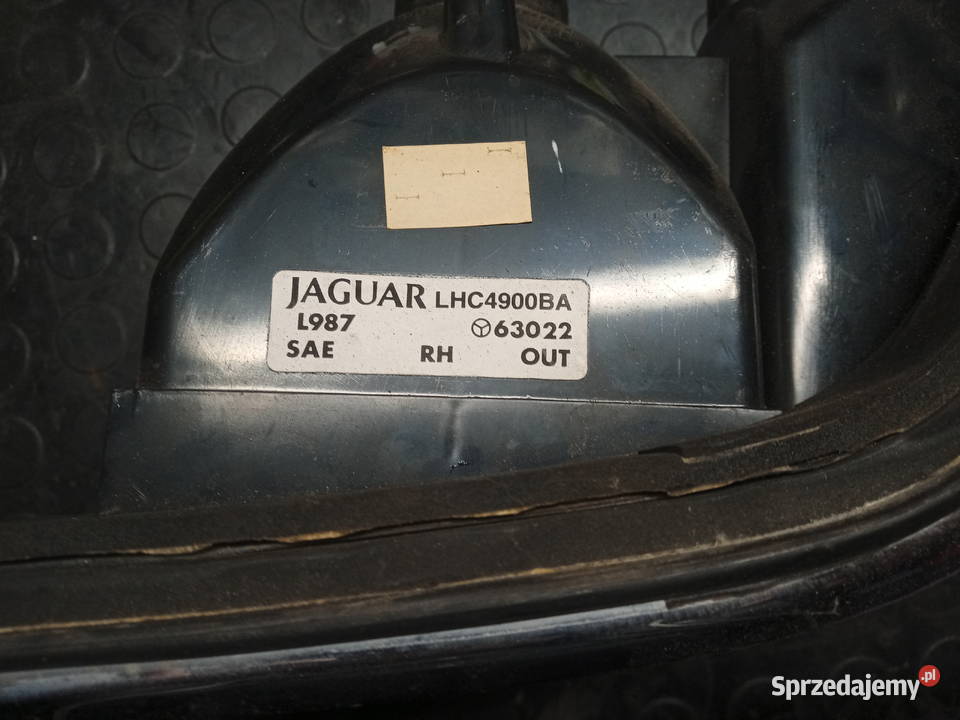 JAGUAR LHC4900BA
L987 63022
SAE RH OUT
Sprzedajemy.pl